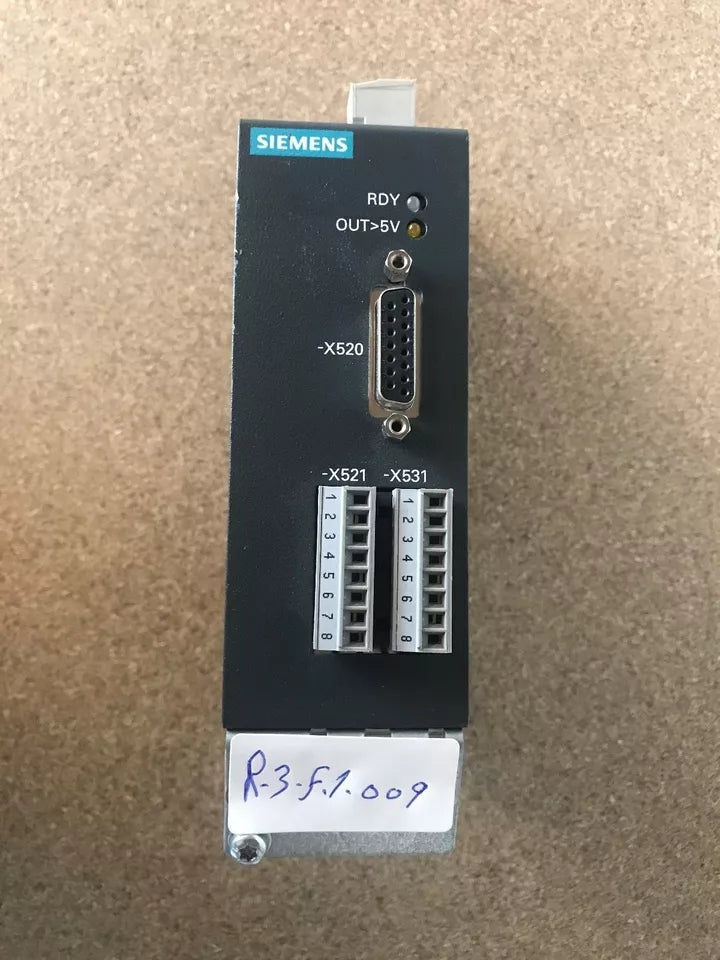 SIEMENS
RDY
OUT>5V
-X520
-X521 -X531
1 1
2 2
3 3
4 4
5 5
6 6
7 7
8 8
R-3-f.1.009